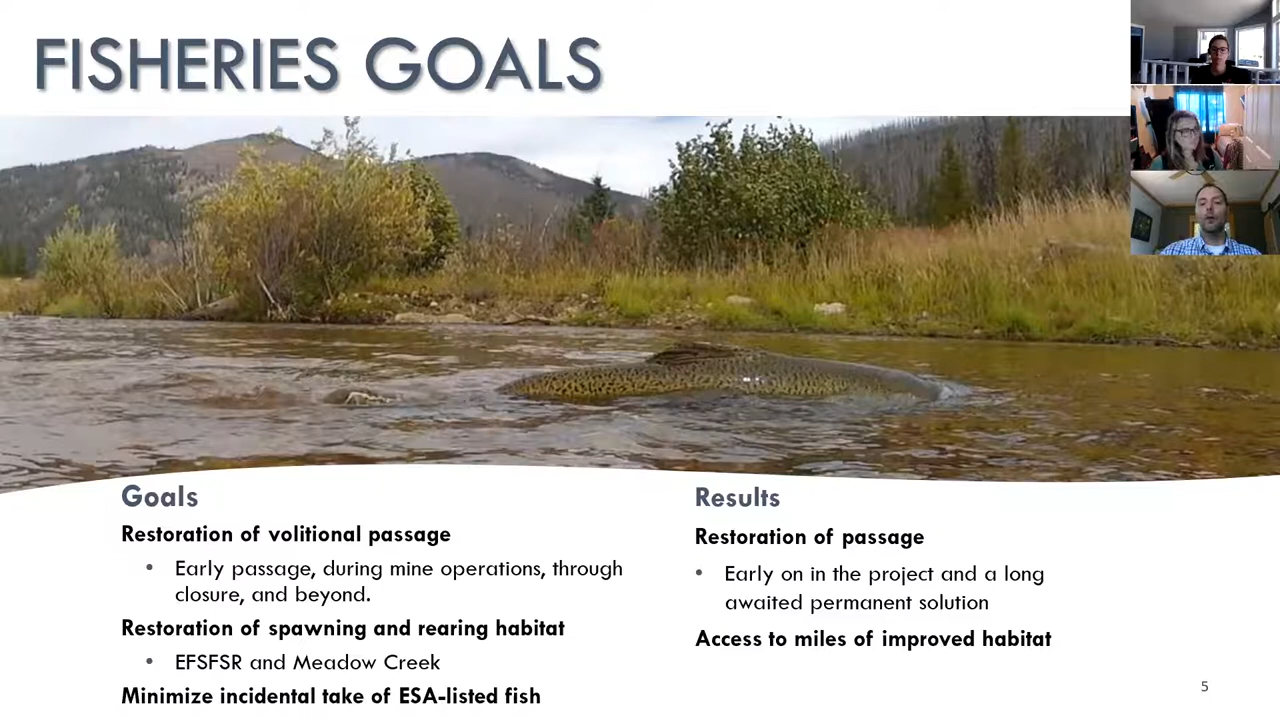 FISHERIES GOALS
Goals
Restoration of volitional passage
• Early passage, during mine operations, through
closure, and beyond.
Restoration of spawning and rearing habitat
• EFSFSR and Meadow Creek
Minimize incidental take of ESA-listed fish
Results
Restoration of passage
• Early on in the project and a long
awaited permanent solution
Access to miles of improved habitat
5